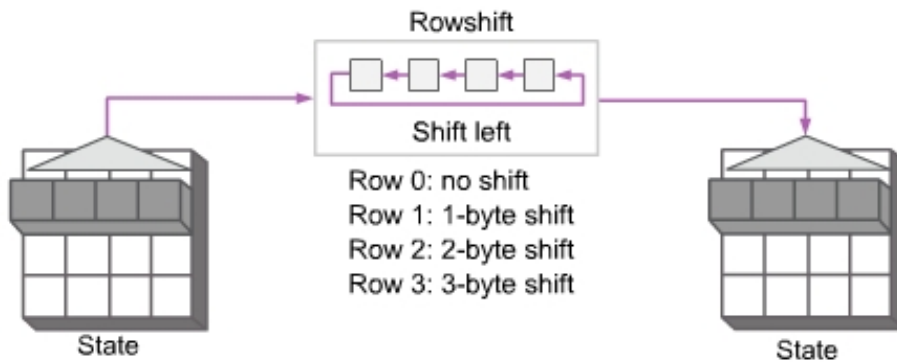 Rowshift
Shift left
Row 0: no shift
Row 1: 1-byte shift
Row 2: 2-byte shift
Row 3: 3-byte shift
State
State